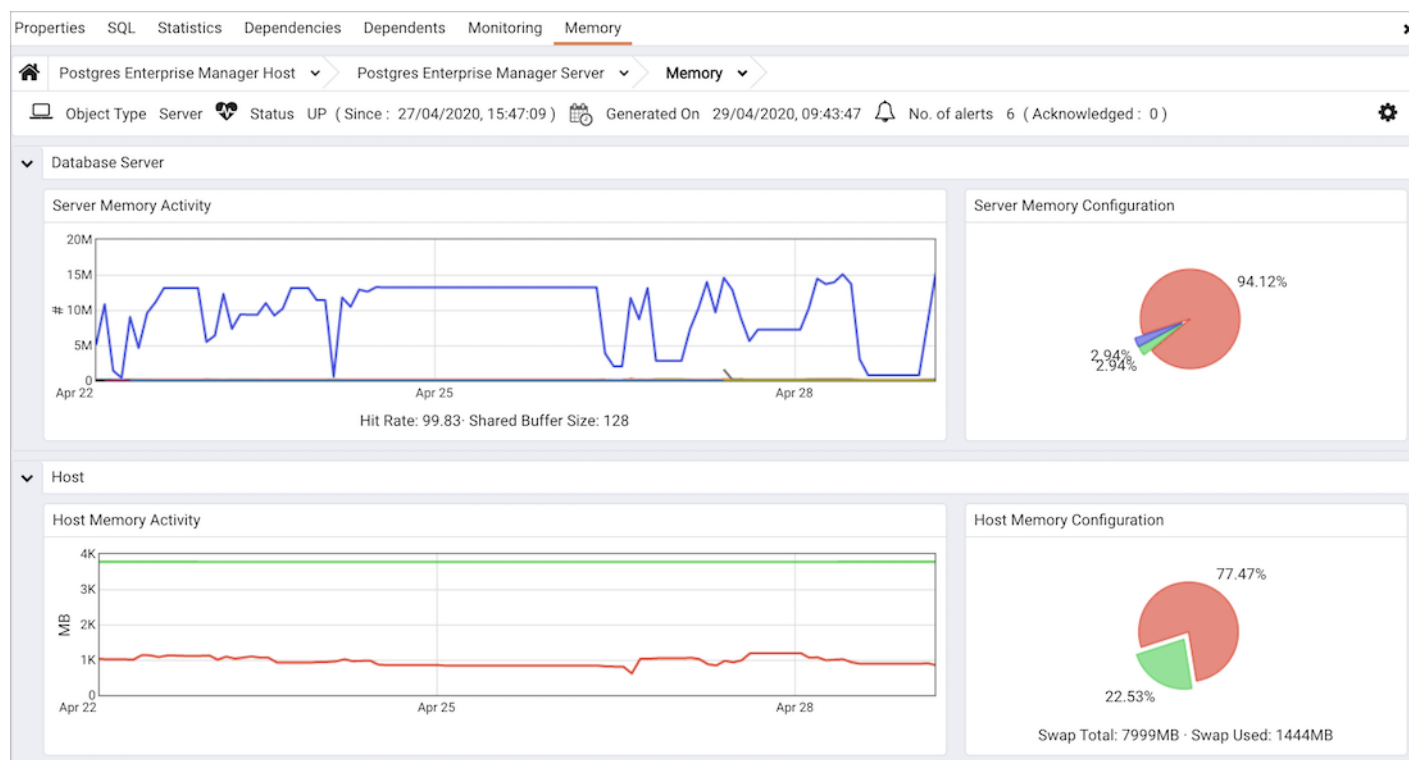 Properties SQL Statistics Dependencies Dependents Monitoring Memory
Postgres Enterprise Manager Host Postgres Enterprise Manager Server Memory
Object Type Server Status UP ( Since : 27/04/2020, 15:47:09 ) Generated On 29/04/2020, 09:43:47 No. of alerts 6 ( Acknowledged : 0 )
Database Server
Server Memory Activity
20M
15M
# 10M
5M
0
Apr 22 Apr 25 Apr 28
Hit Rate: 99.83· Shared Buffer Size: 128
Server Memory Configuration
94.12%
2.94%
2.94%
Host
Host Memory Activity
4K
3K
MB 2K
1K
0
Apr 22 Apr 25 Apr 28
Host Memory Configuration
77.47%
22.53%
Swap Total: 7999MB · Swap Used: 1444MB